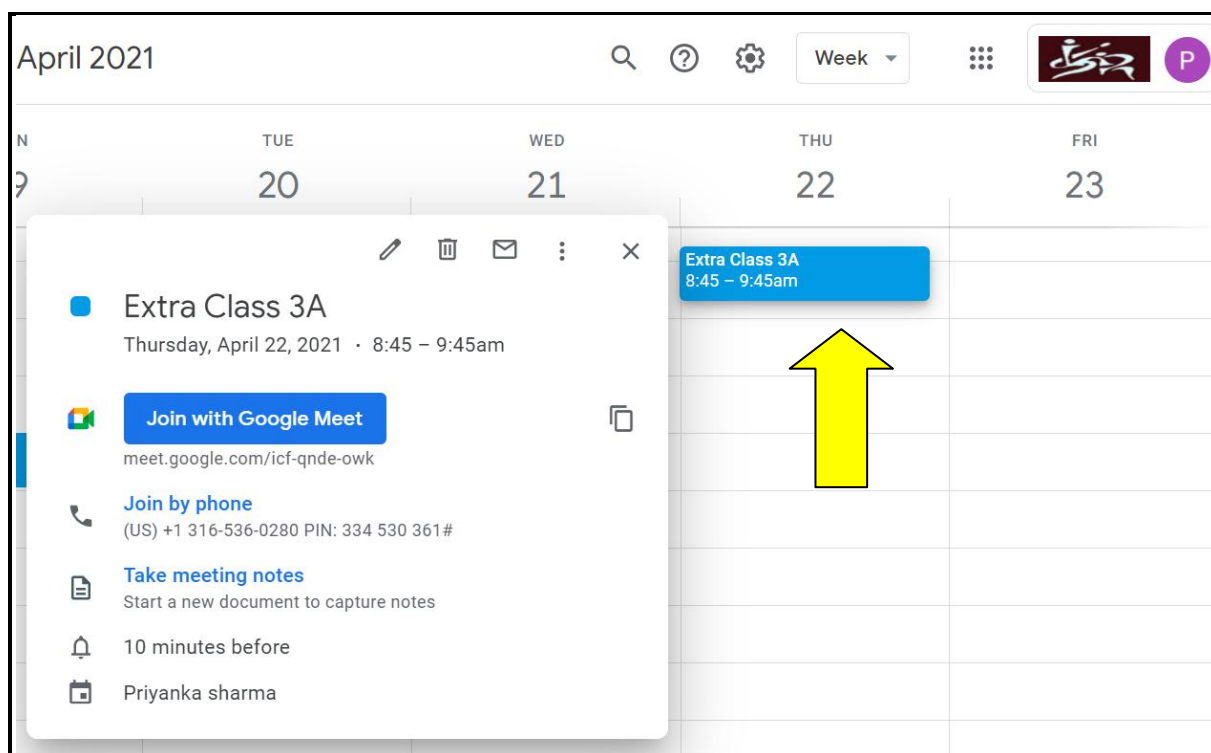 April 2021
Week
P
N TUE WED THU FRI
9 20 21 22 23
Extra Class 3A
8:45 – 9:45am
Extra Class 3A
Thursday, April 22, 2021 · 8:45 – 9:45am
Join with Google Meet
meet.google.com/icf-qnde-owk
Join by phone
(US) +1 316-536-0280 PIN: 334 530 361#
Take meeting notes
Start a new document to capture notes
10 minutes before
Priyanka sharma